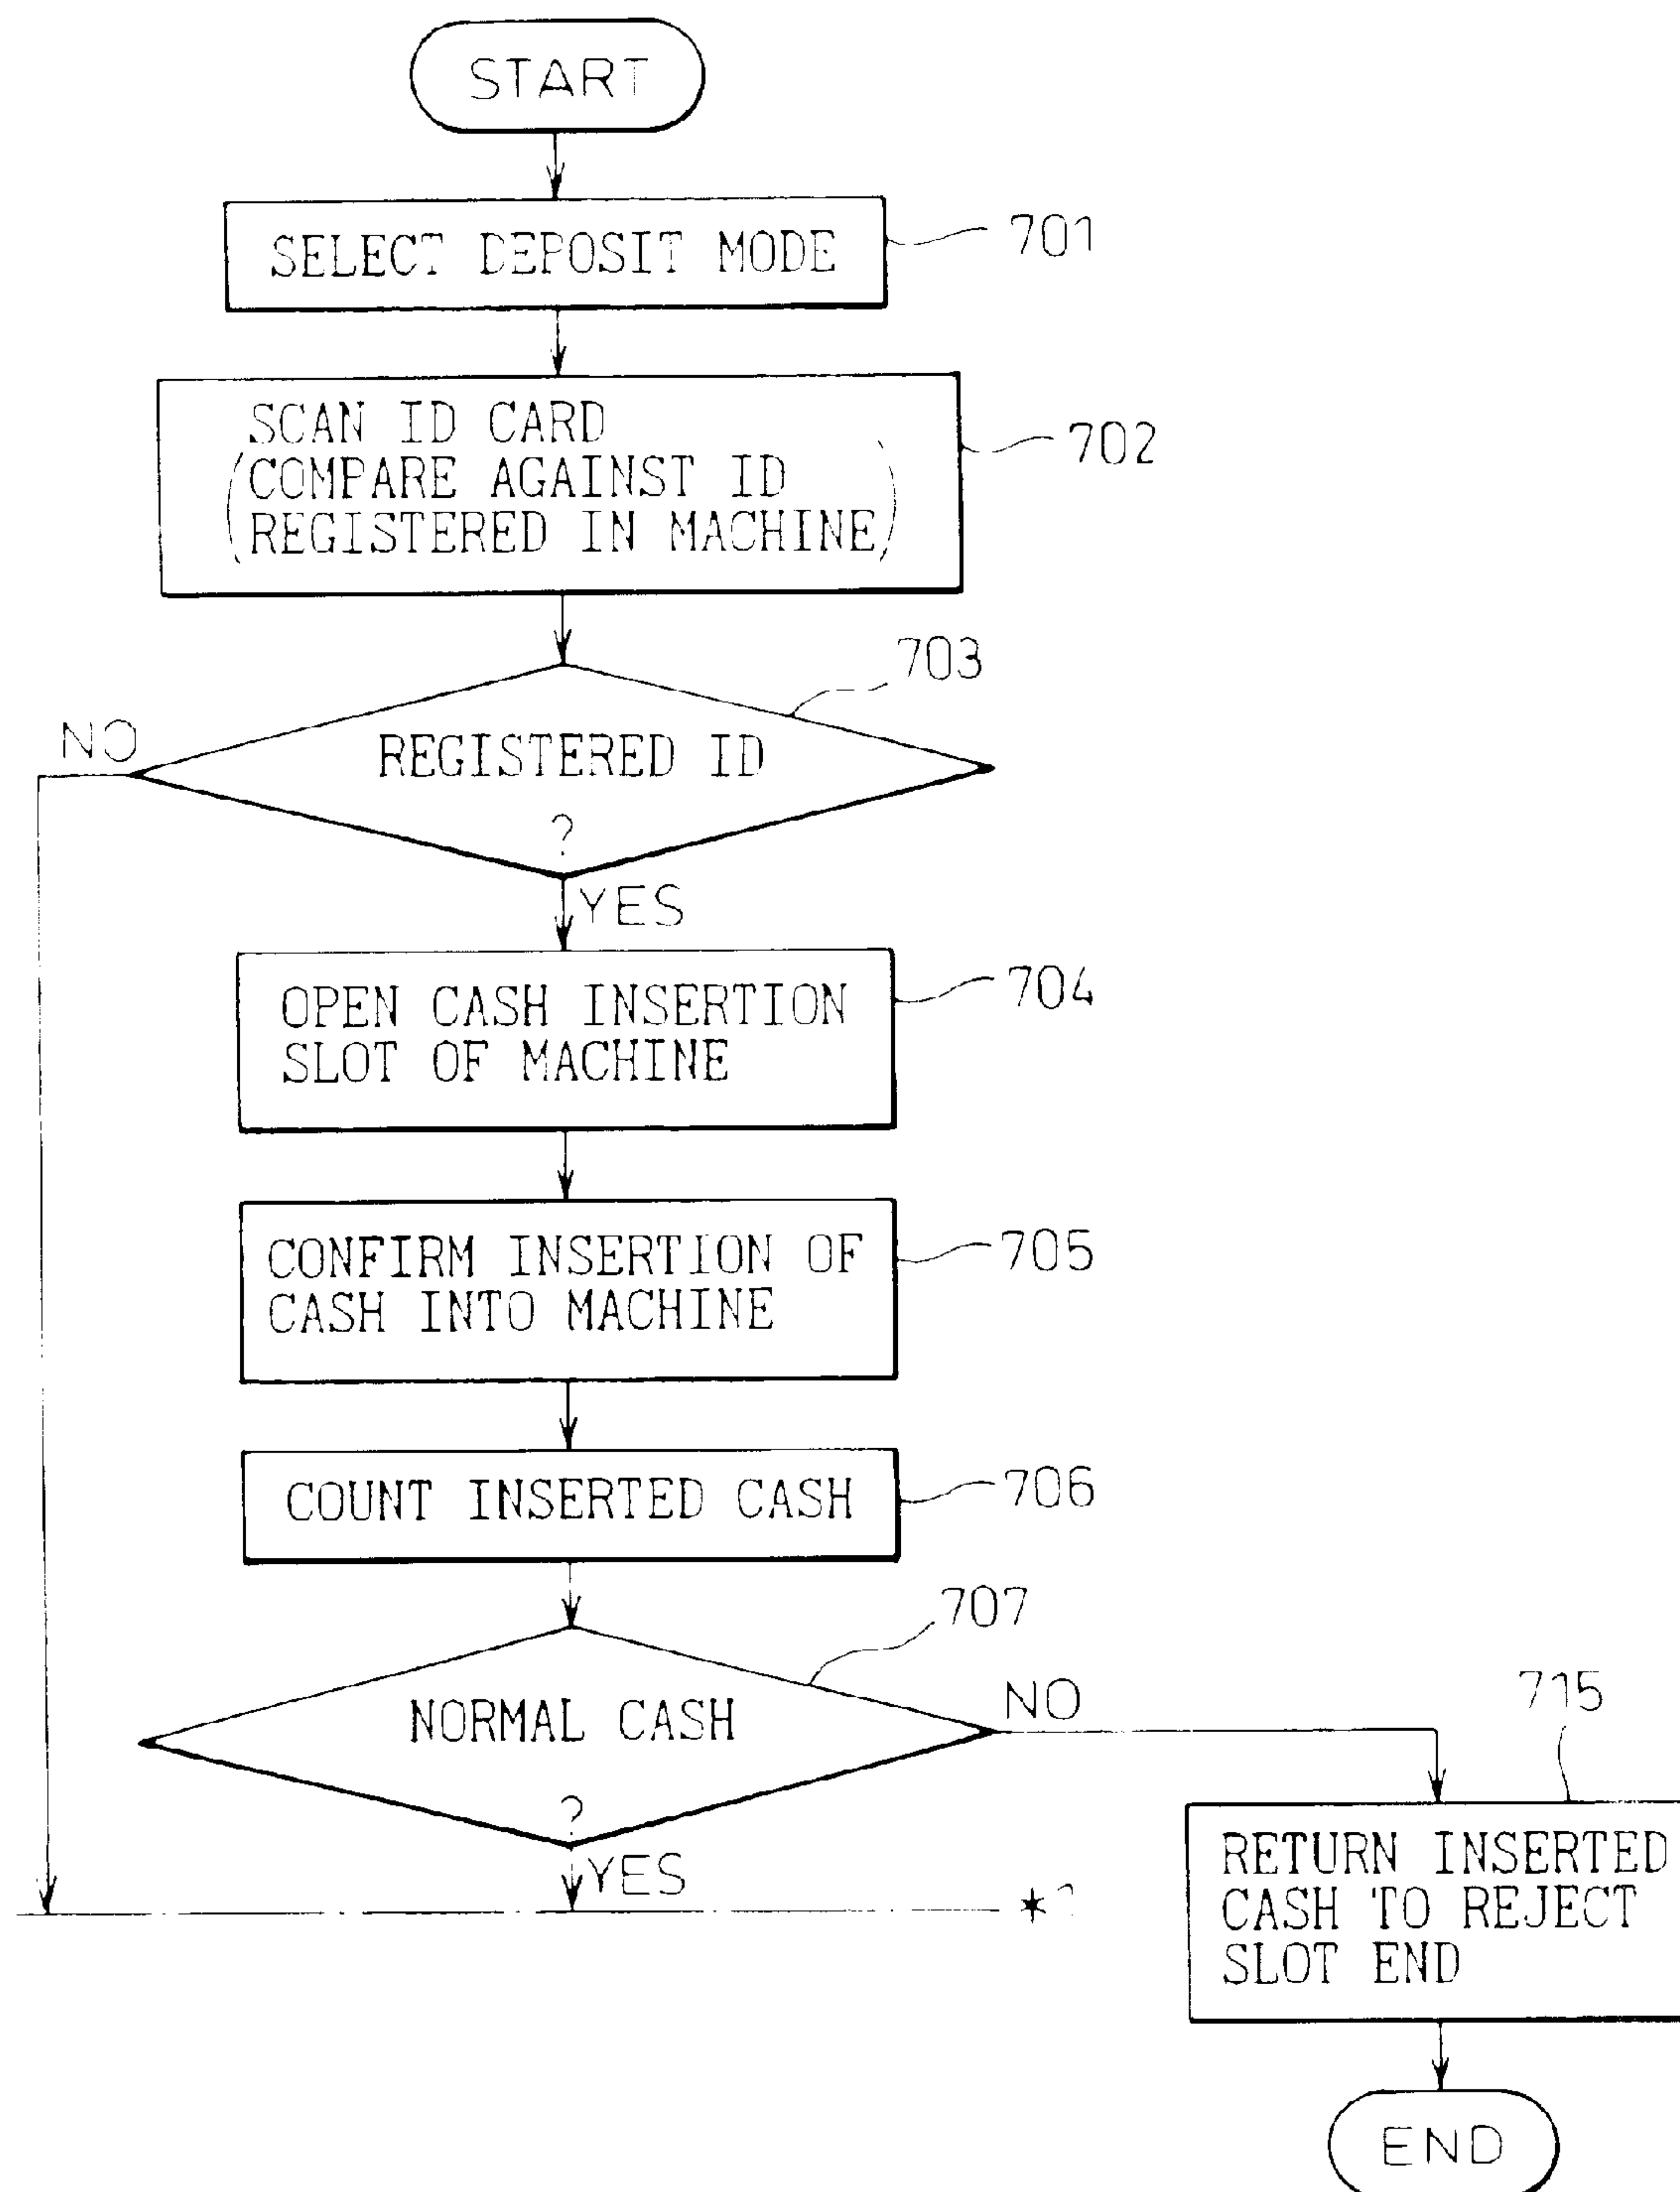 START
SELECT DEPOSIT MODE
701
SCAN ID CARD
(COMPARE AGAINST ID
REGISTERED IN MACHINE)
702
703
NO
REGISTERED ID
?
YES
OPEN CASH INSERTION
SLOT OF MACHINE
704
CONFIRM INSERTION OF
CASH INTO MACHINE
705
COUNT INSERTED CASH
706
707
NORMAL CASH
?
NO
715
YES
RETURN INSERTED
CASH TO REJECT
SLOT END
END